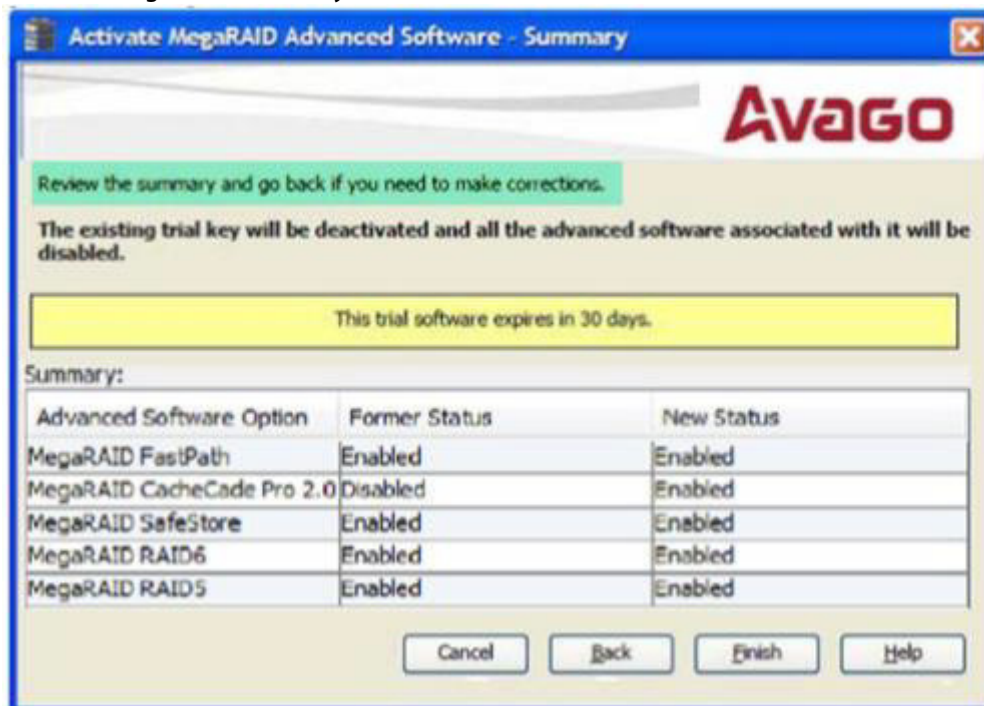 Activate MegaRAID Advanced Software - Summary
AVAGO
Review the summary and go back if you need to make corrections.
The existing trial key will be deactivated and all the advanced software associated with it will be
disabled.
This trial software expires in 30 days.
Summary:
Advanced Software Option Former Status New Status
MegaRAID FastPath Enabled Enabled
MegaRAID CacheCade Pro 2.0 Disabled Enabled
MegaRAID SafeStore Enabled Enabled
MegaRAID RAID6 Enabled Enabled
MegaRAID RAID5 Enabled Enabled
Cancel Back Finish Help